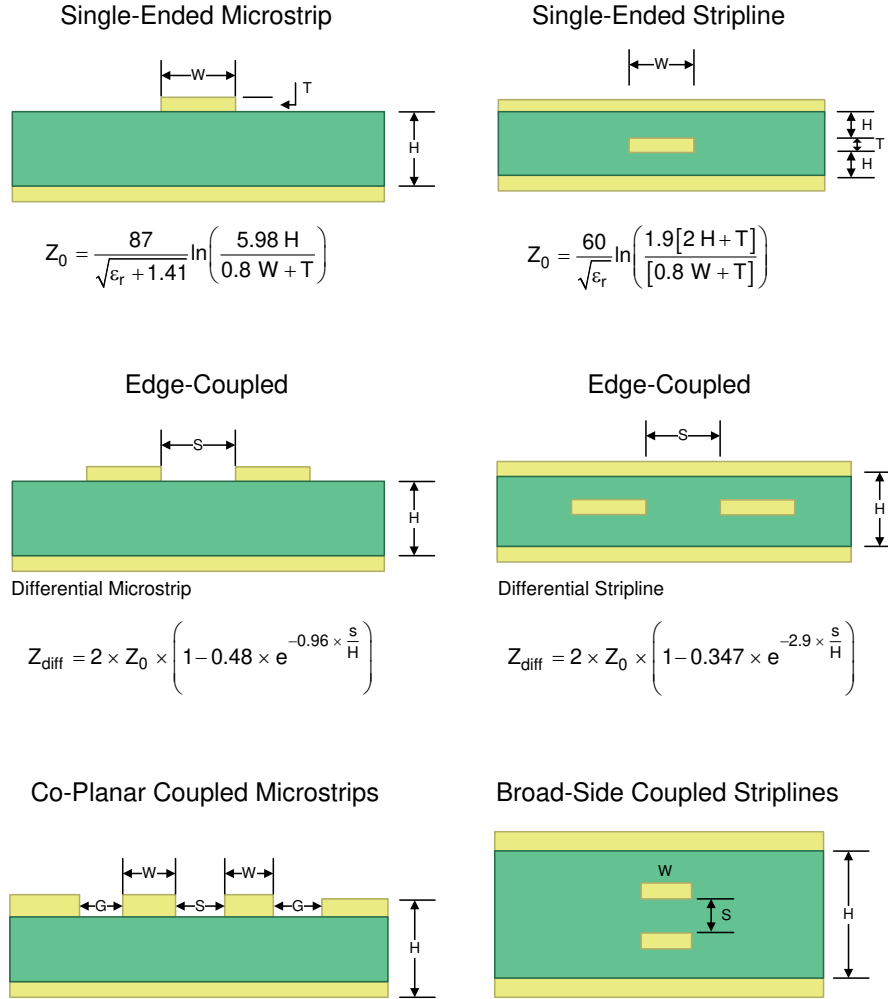 Single-Ended Microstrip
W
T
H
Z₀ = 87 / √(εr + 1.41) ln(5.98 H / 0.8 W + T)
Single-Ended Stripline
W
H
T
H
Z₀ = 60 / √εr ln(1.9[2 H + T] / [0.8 W + T])
Edge-Coupled
S
H
Differential Microstrip
Zdiff = 2 × Z₀ × (1 – 0.48 × e^(–0.96 × s/H))
Edge-Coupled
S
H
Differential Stripline
Zdiff = 2 × Z₀ × (1 – 0.347 × e^(–2.9 × s/H))
Co-Planar Coupled Microstrips
W W
G S G
H
Broad-Side Coupled Striplines
W
S
H